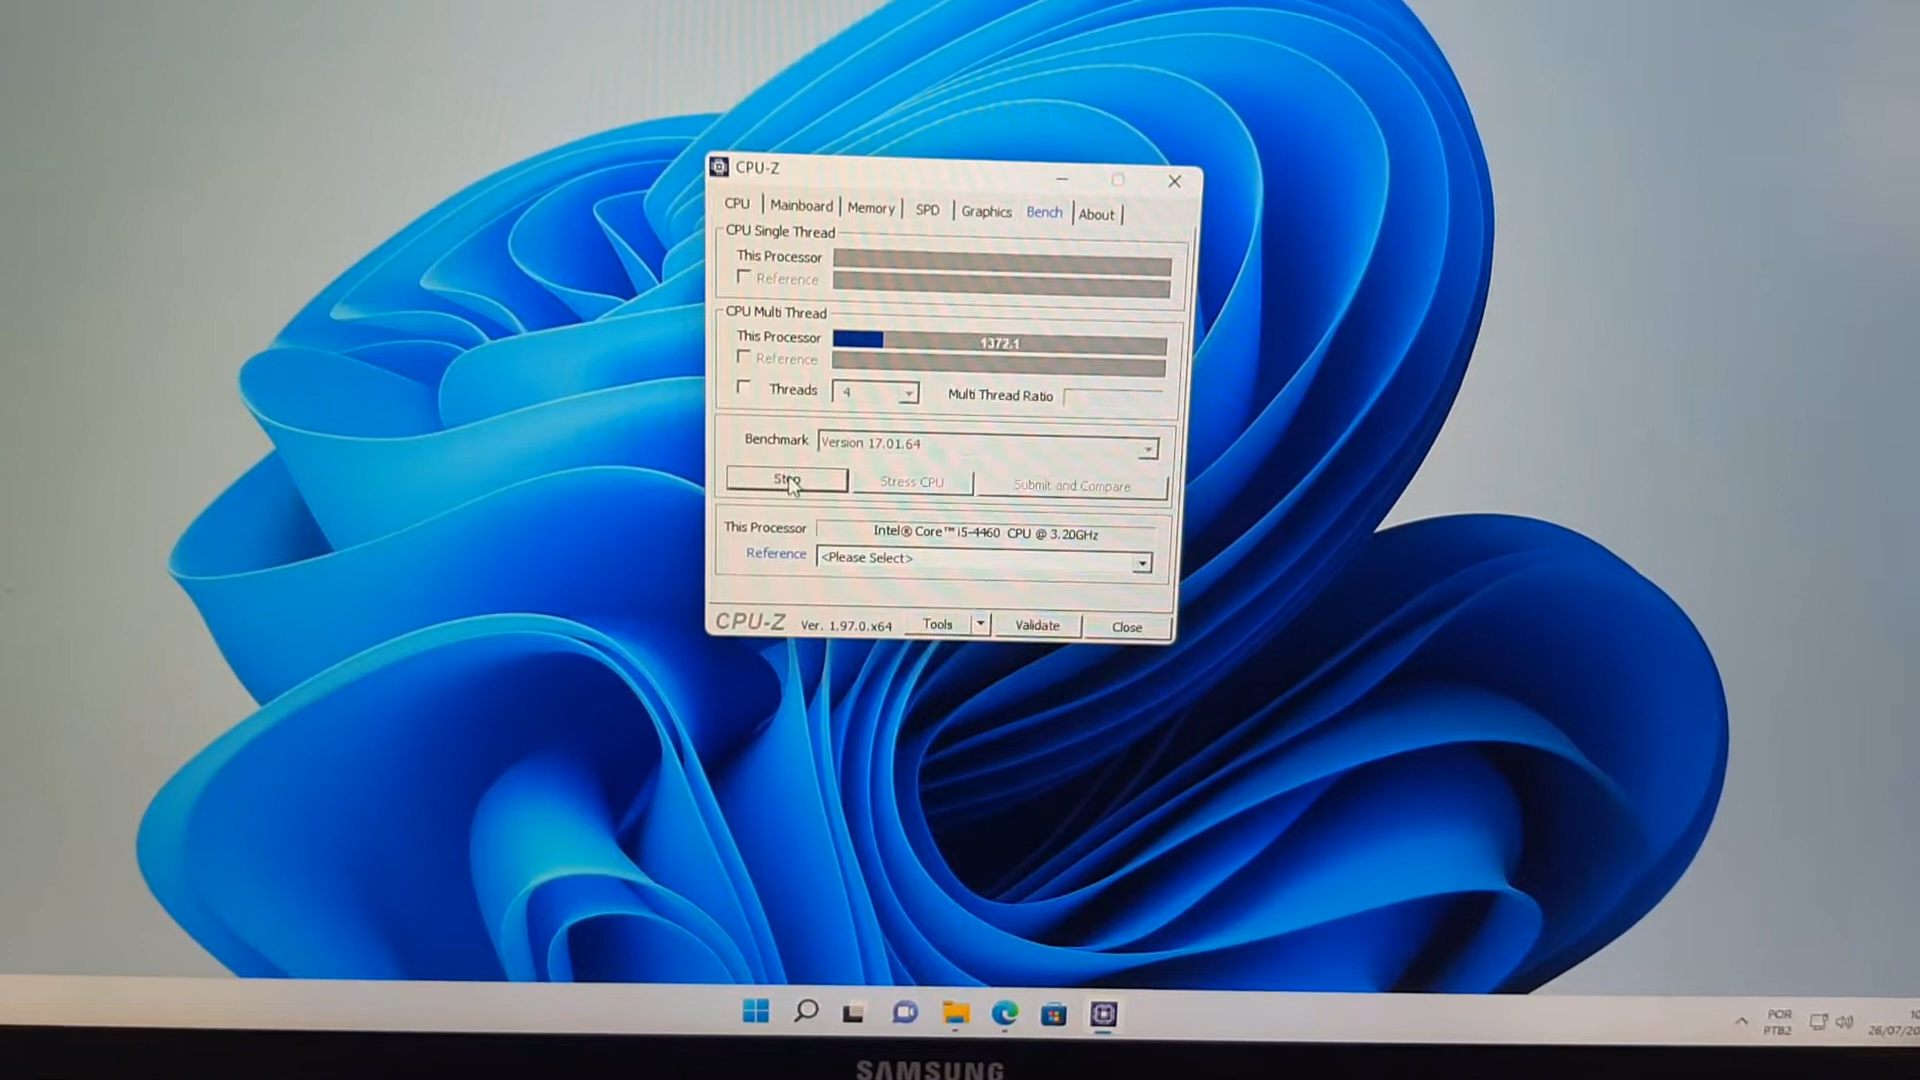 CPU-Z
CPU Mainboard Memory SPD Graphics Bench About
CPU Single Thread
This Processor
Reference
CPU Multi Thread
This Processor 1372.1
Reference
Threads 4 Multi Thread Ratio
Benchmark Version 17.01.64
Stop Stress CPU Submit and Compare
This Processor Intel® Core™ i5-4460 CPU @ 3.20GHz
Reference <Please Select>
CPU-Z Ver. 1.97.0.x64 Tools Validate Close
POR
PTB2
26/07/20
SAMSUNG